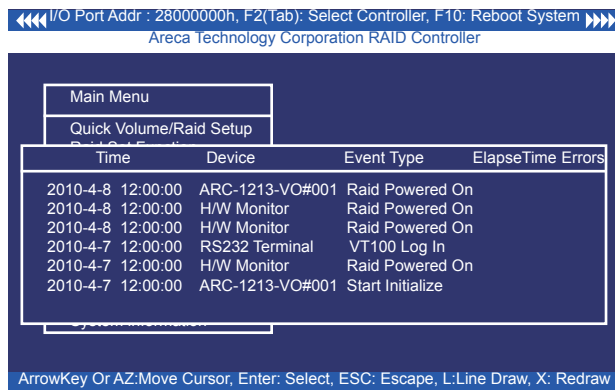 I/O Port Addr : 28000000h, F2(Tab): Select Controller, F10: Reboot System
Areca Technology Corporation RAID Controller
Main Menu
Quick Volume/Raid Setup
Raid Set Function
Time Device Event Type ElapseTime Errors
2010-4-8 12:00:00 ARC-1213-VO#001 Raid Powered On
2010-4-8 12:00:00 H/W Monitor Raid Powered On
2010-4-8 12:00:00 H/W Monitor Raid Powered On
2010-4-7 12:00:00 RS232 Terminal VT100 Log In
2010-4-7 12:00:00 H/W Monitor Raid Powered On
2010-4-7 12:00:00 ARC-1213-VO#001 Start Initialize
System Information
ArrowKey Or AZ:Move Cursor, Enter: Select, ESC: Escape, L:Line Draw, X: Redraw